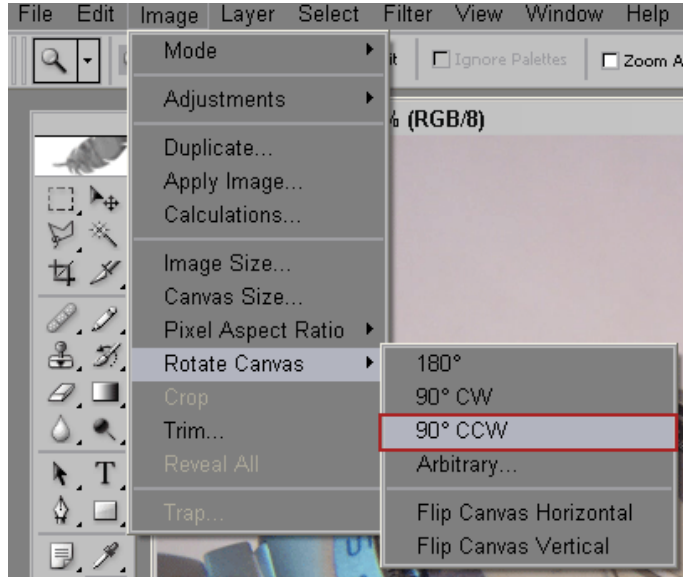 File Edit Image Layer Select Filter View Window Help
Ignore Palettes Zoom A
% (RGB/8)
Mode
Adjustments
Duplicate...
Apply Image...
Calculations...
Image Size...
Canvas Size...
Pixel Aspect Ratio
Rotate Canvas
Crop
Trim...
Reveal All
Trap...
180°
90° CW
90° CCW
Arbitrary...
Flip Canvas Horizontal
Flip Canvas Vertical